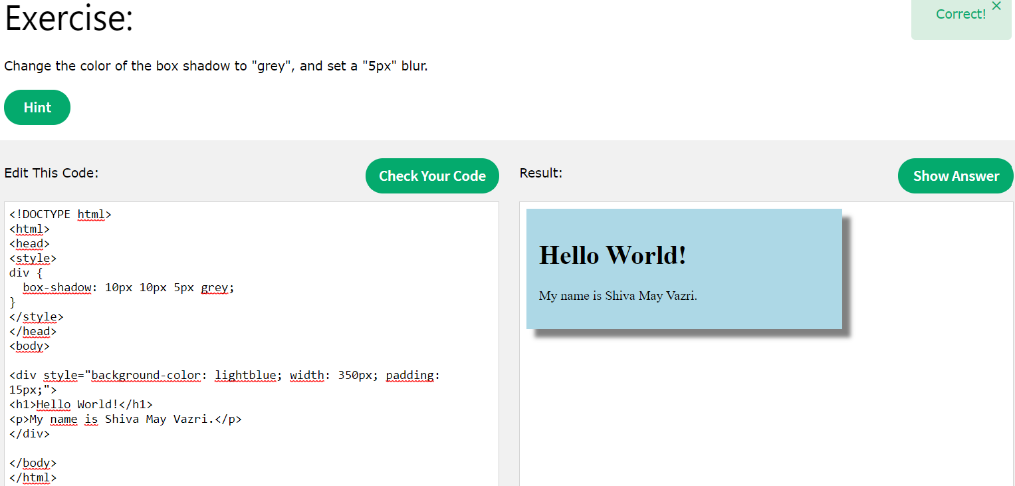 Exercise:
Correct! ×
Change the color of the box shadow to "grey", and set a "5px" blur.
Hint
Edit This Code:
Check Your Code
Result:
Show Answer
<!DOCTYPE html>
<html>
<head>
<style>
div {
  box-shadow: 10px 10px 5px grey;
}
</style>
</head>
<body>
<div style="background-color: lightblue; width: 350px; padding:
15px;">
<h1>Hello World!</h1>
<p>My name is Shiva May Vazri.</p>
</div>
</body>
</html>
Hello World!
My name is Shiva May Vazri.